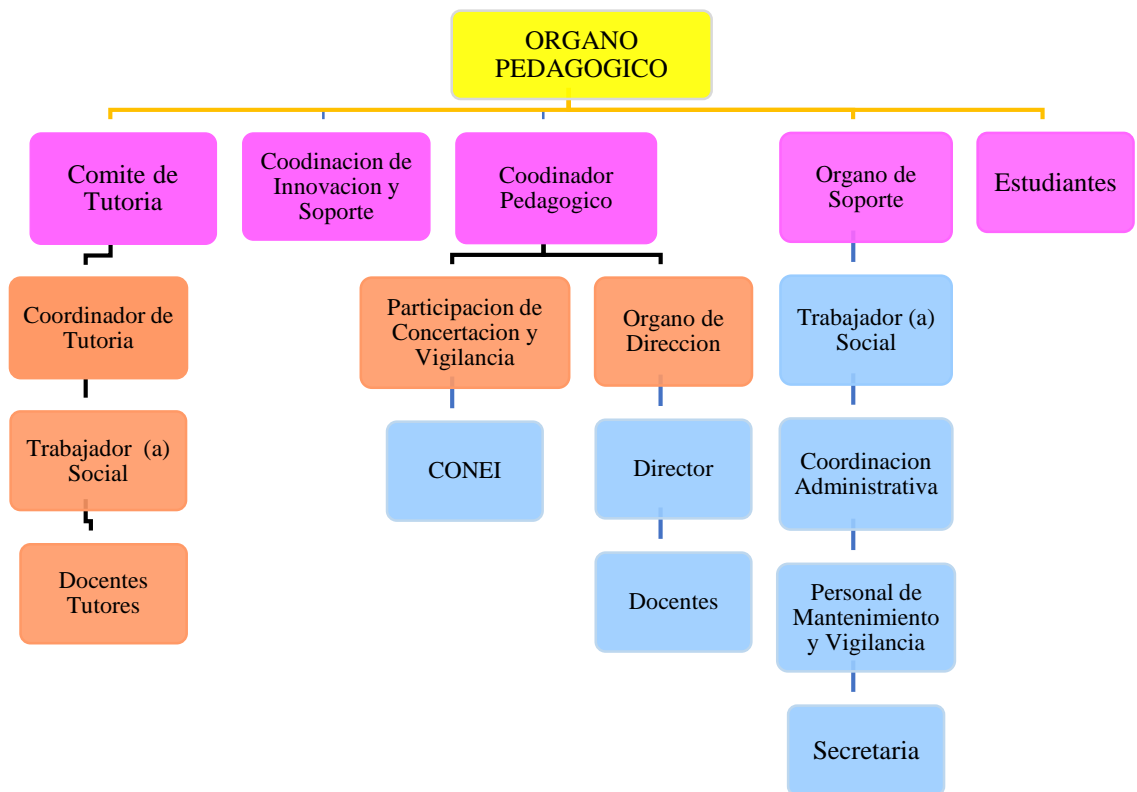 ORGANO
PEDAGOGICO
Comite de
Tutoria
Coodinacion de
Innovacion y
Soporte
Coodinador
Pedagogico
Organo de
Soporte
Estudiantes
Coordinador de
Tutoria
Participacion de
Concertacion y
Vigilancia
Organo de
Direccion
Trabajador (a)
Social
Trabajador (a)
Social
CONEI
Director
Coordinacion
Administrativa
Docentes
Tutores
Docentes
Personal de
Mantenimiento
y Vigilancia
Secretaria